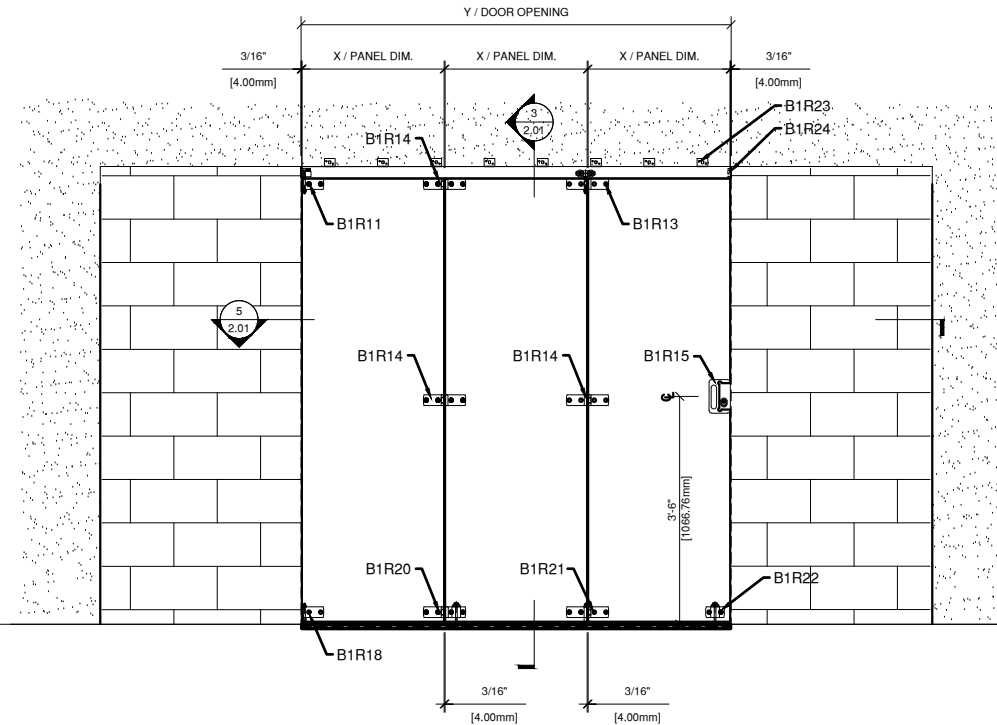 Y / DOOR OPENING
3/16"
X / PANEL DIM.
X / PANEL DIM.
X / PANEL DIM.
3/16"
[4.00mm]
[4.00mm]
B1R23
3
2.01
B1R24
B1R14
B1R11
B1R13
5
2.01
B1R14
B1R14
B1R15
3'-6"
[1066.76mm]
B1R20
B1R21
B1R22
B1R18
3/16"
3/16"
[4.00mm]
[4.00mm]